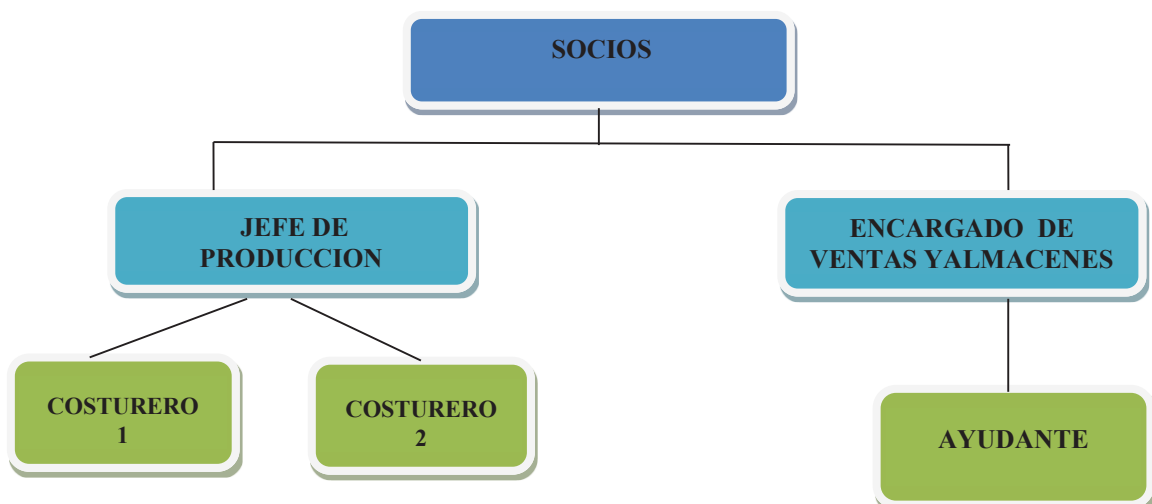 SOCIOS
JEFE DE
PRODUCCION
ENCARGADO DE
VENTAS YALMACENES
COSTURERO
1
COSTURERO
2
AYUDANTE